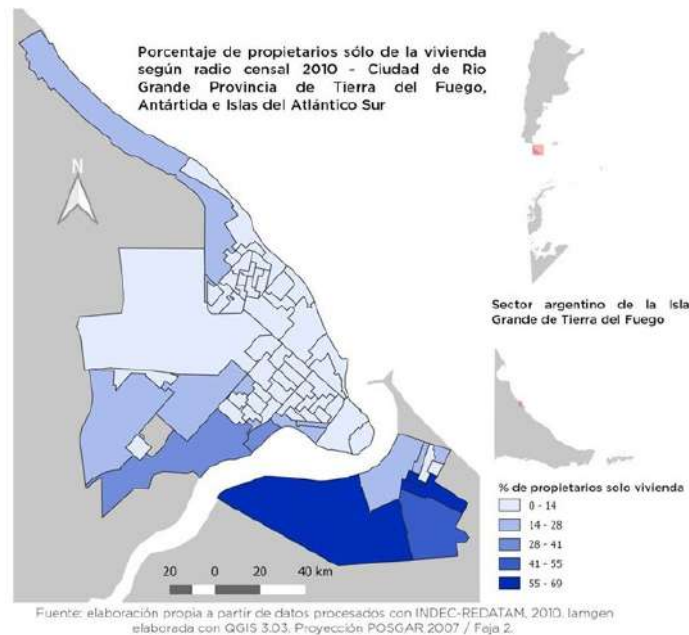 Porcentaje de propietarios sólo de la vivienda
según radio censal 2010 - Ciudad de Rio
Grande Provincia de Tierra del Fuego,
Antártida e Islas del Atlántico Sur
N
Sector argentino de la Isla
Grande de Tierra del Fuego
% de propietarios solo vivienda
0 - 14
14 - 28
28 - 41
41 - 55
55 - 69
20 0 20 40 km
Fuente: elaboración propia a partir de datos procesados con INDEC-REDATAM, 2010. Iamgen
elaborada con QGIS 3.03. Proyección POSGAR 2007 / Faja 2.